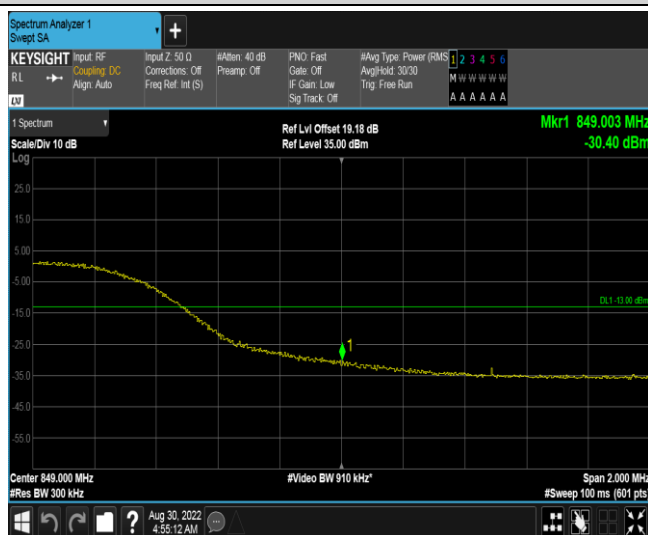 Spectrum Analyzer 1
Swept SA
+
KEYSIGHT
RL
Input: RF
Coupling: DC
Align: Auto
Input Z: 50 Ω
Corrections: Off
Freq Ref: Int (S)
#Atten: 40 dB
Preamp: Off
PNO: Fast
Gate: Off
IF Gain: Low
Sig Track: Off
#Avg Type: Power (RMS
Avg|Hold: 30/30
Trig: Free Run
1 2 3 4 5 6
M W W W W W
A A A A A A
LXI
1 Spectrum
Scale/Div 10 dB
Ref Lvl Offset 19.18 dB
Ref Level 35.00 dBm
Mkr1 849.003 MHz
-30.40 dBm
Log
25.0
15.0
5.00
-5.00
DL1 -13.00 dBm
-15.0
-25.0
1
-35.0
-45.0
-55.0
Center 849.000 MHz
#Video BW 910 kHz*
Span 2.000 MHz
#Res BW 300 kHz
#Sweep 100 ms (601 pts)
?
Aug 30, 2022
4:55:12 AM